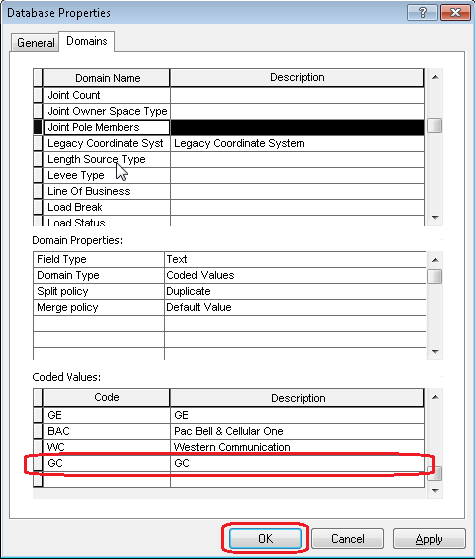 Database Properties
General Domains
Domain Name Description
Joint Count
Joint Owner Space Type
Joint Pole Members
Legacy Coordinate Syst Legacy Coordinate System
Length Source Type
Levee Type
Line Of Business
Load Break
Load Status
Domain Properties:
Field Type Text
Domain Type Coded Values
Split policy Duplicate
Merge policy Default Value
Coded Values:
Code Description
GE GE
BAC Pac Bell & Cellular One
WC Western Communication
GC GC
OK Cancel Apply